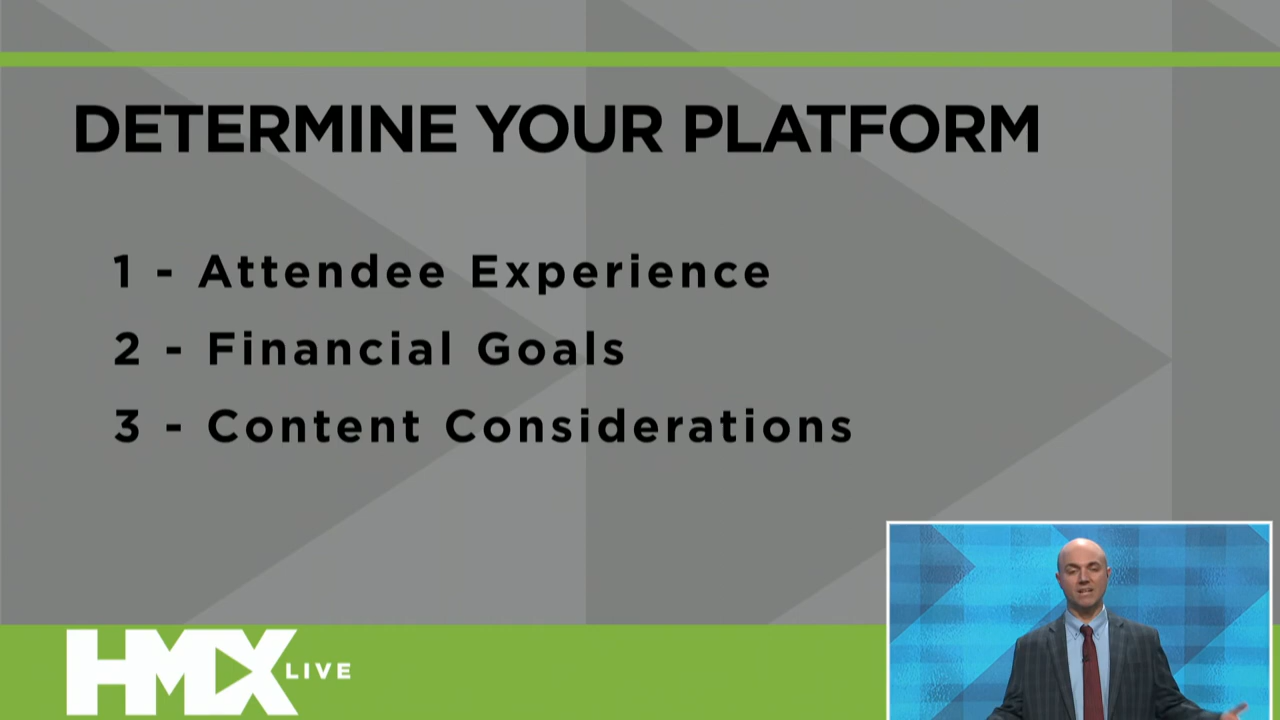 DETERMINE YOUR PLATFORM
1 - Attendee Experience
2 - Financial Goals
3 - Content Considerations
HMX LIVE